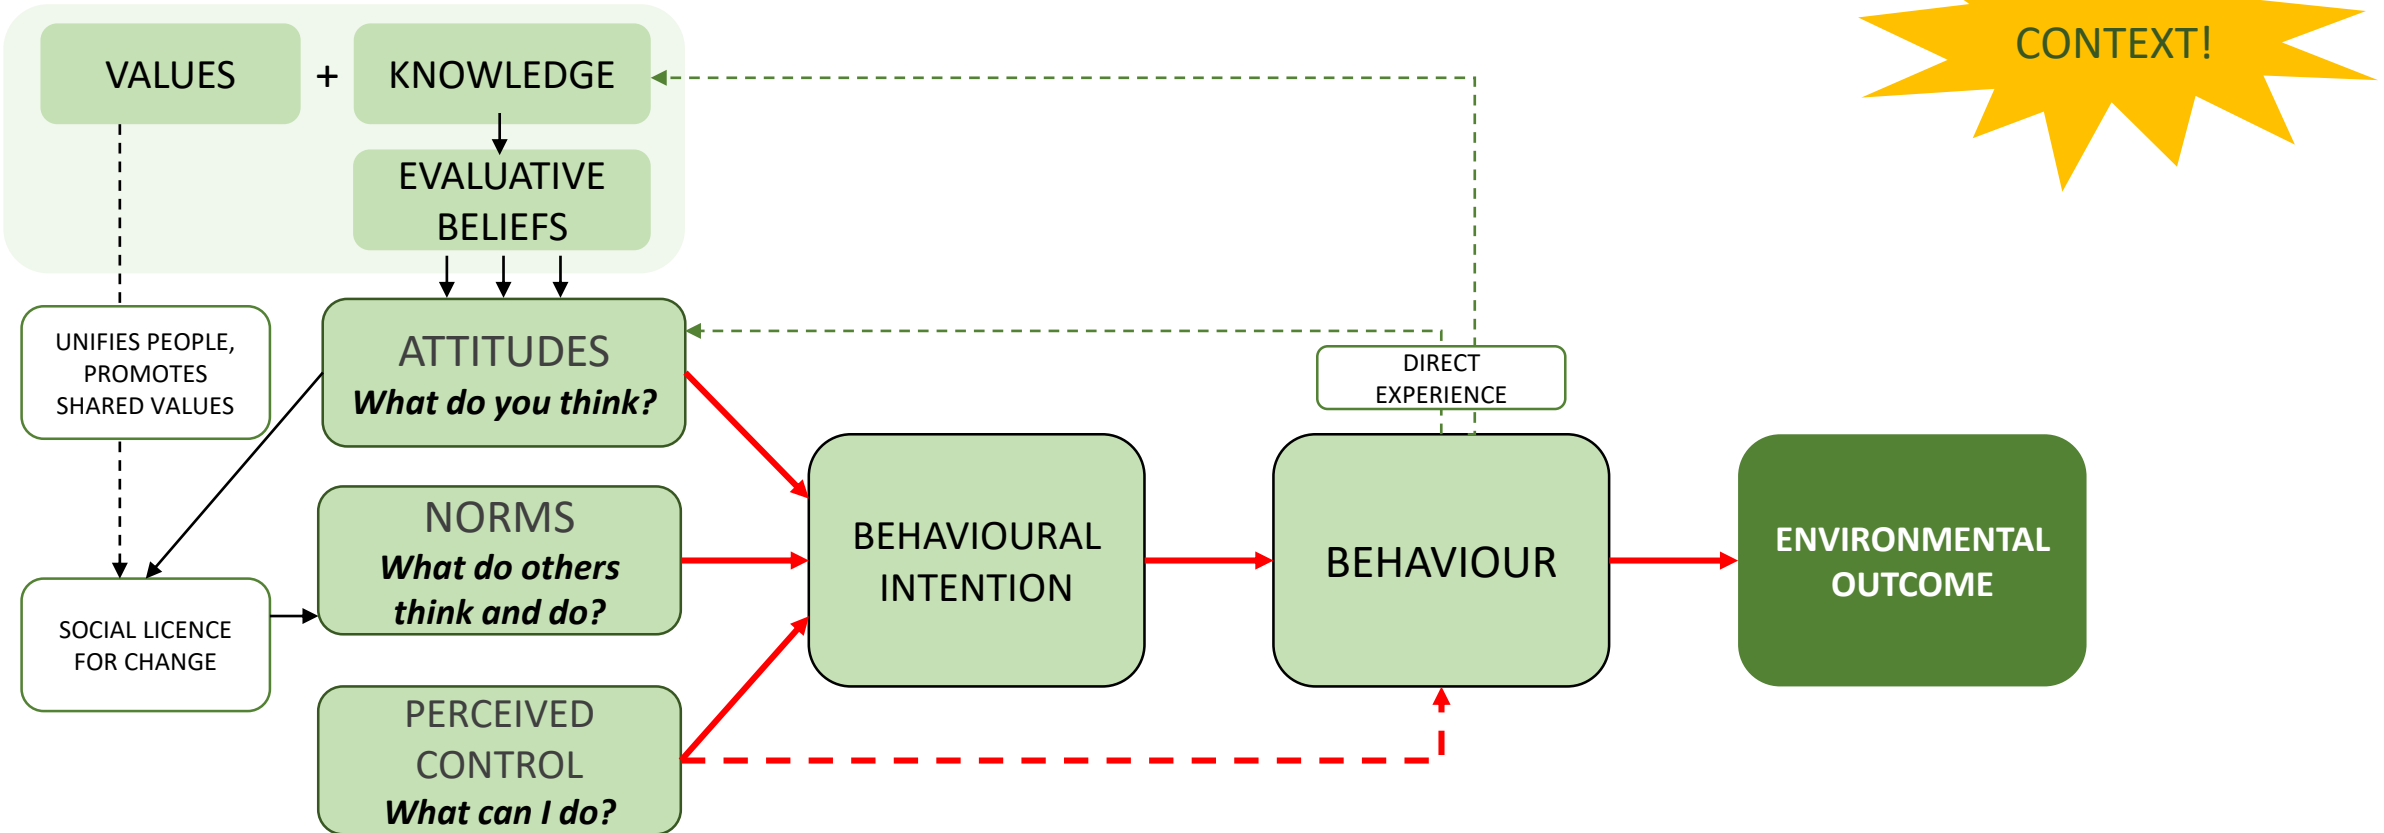 CONTEXT!
VALUES
+
KNOWLEDGE
EVALUATIVE
BELIEFS
UNIFIES PEOPLE,
PROMOTES
SHARED VALUES
ATTITUDES
What do you think?
DIRECT
EXPERIENCE
NORMS
What do others
think and do?
BEHAVIOURAL
INTENTION
BEHAVIOUR
ENVIRONMENTAL
OUTCOME
SOCIAL LICENCE
FOR CHANGE
PERCEIVED
CONTROL
What can I do?